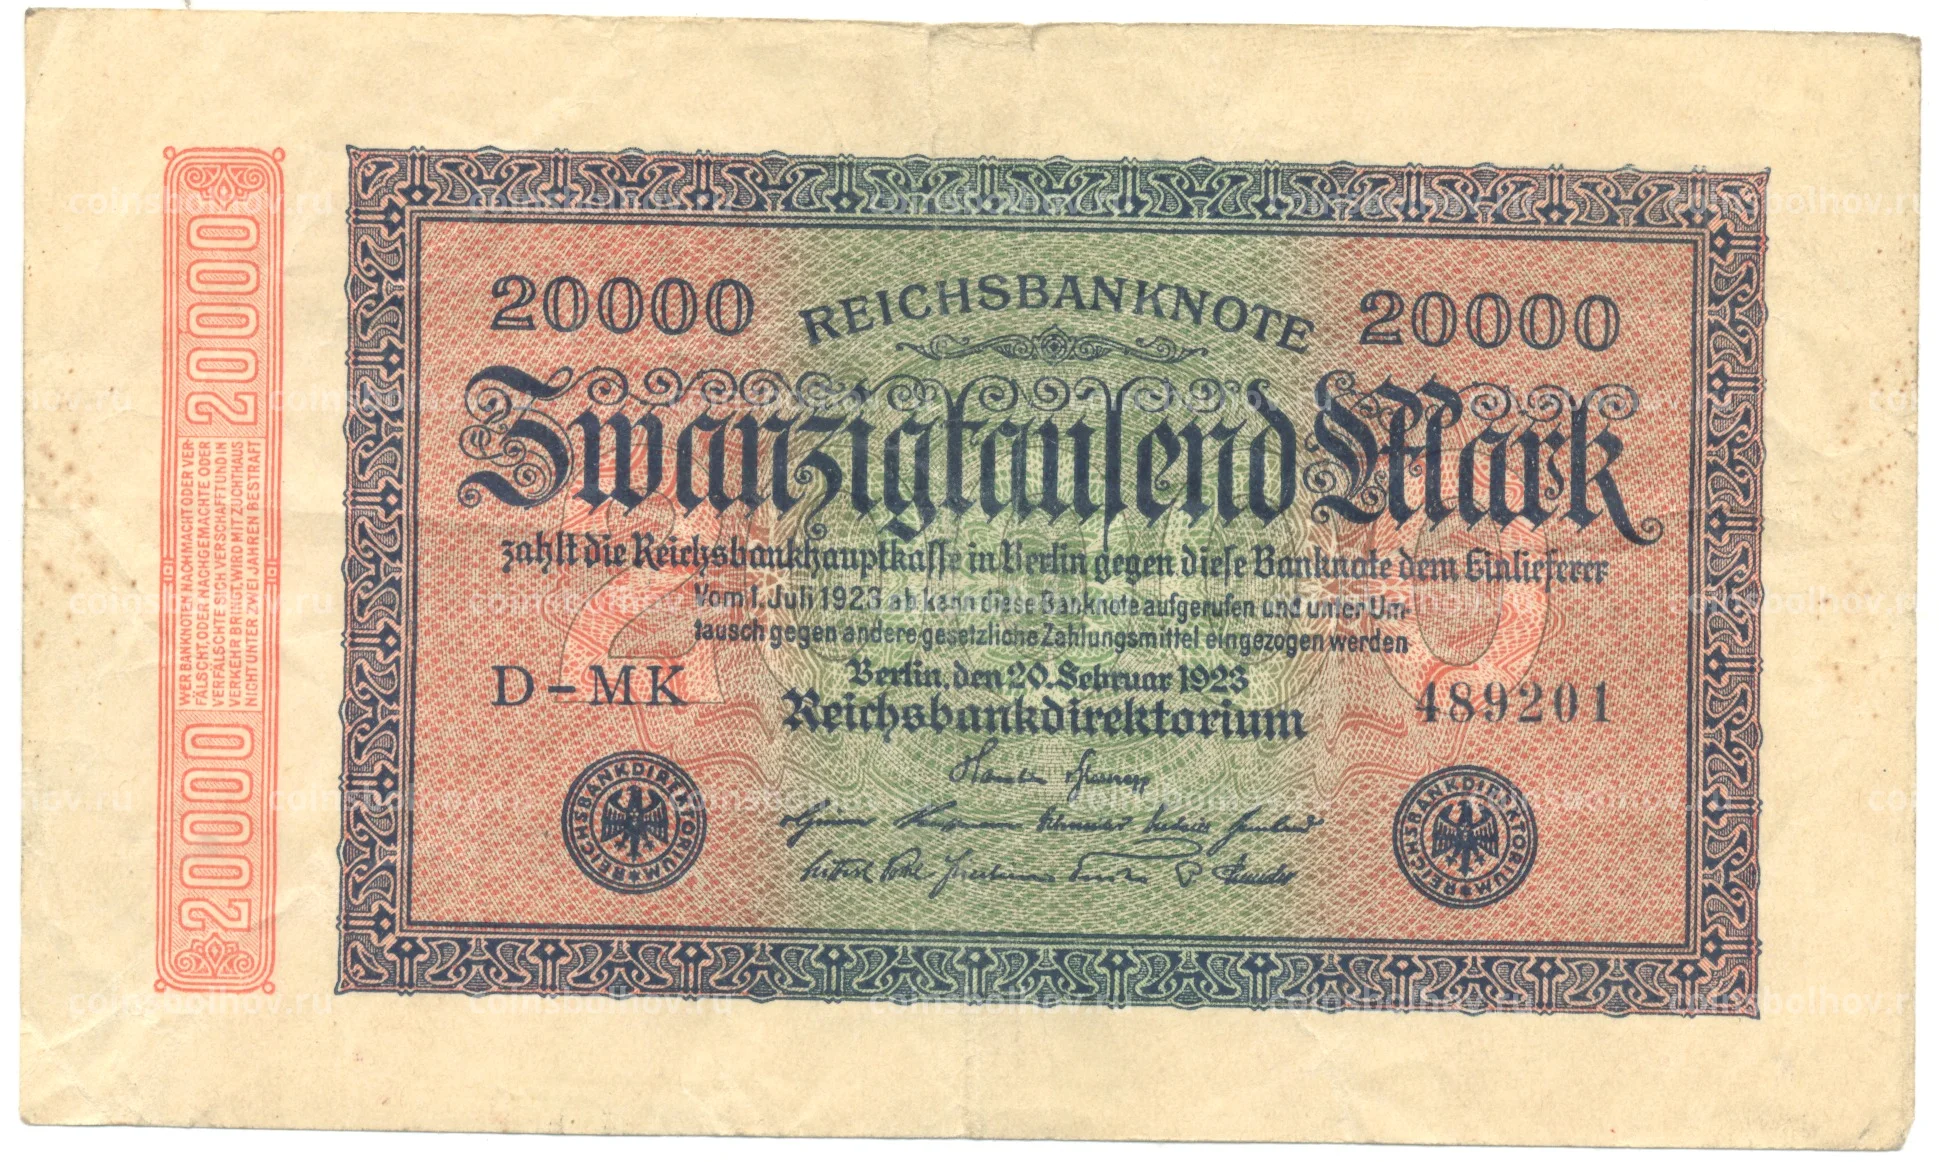 20000
REICHSBANKNOTE
20000
Zwanzigtausend Mark
zahlt die Reichsbankhauptkasse in Berlin gegen diese Banknote dem Einlieferer
Vom 1. Juli 1923 ab kann diese Banknote aufgerufen und unter Um-
tausch gegen andere gesetzliche Zahlungsmittel eingezogen werden
Berlin, den 20. Februar 1923
D-MK
489201
Reichsbankdirektorium
REICHSBANKDIREKTORIUM
REICHSBANKDIREKTORIUM
20000
WER BANKNOTEN NACHMACHT ODER VER-
FÄLSCHT, ODER NACHGEMACHTE ODER
VERFÄLSCHTE SICH VERSCHAFFT UND IN
VERKEHR BRINGT, WIRD MIT ZUCHTHAUS
NICHT UNTER ZWEI JAHREN BESTRAFT
20000
coinsbolhov.ru